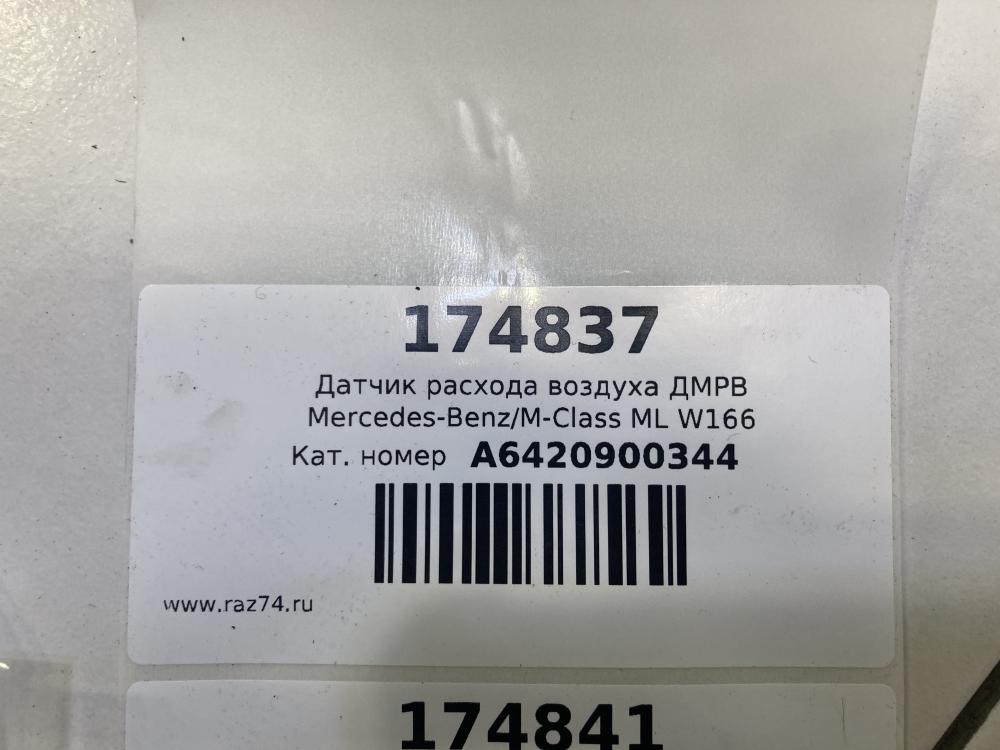 174837
Датчик расхода воздуха ДМРВ
Mercedes-Benz/M-Class ML W166
Кат. номер A6420900344
www.raz74.ru
174841